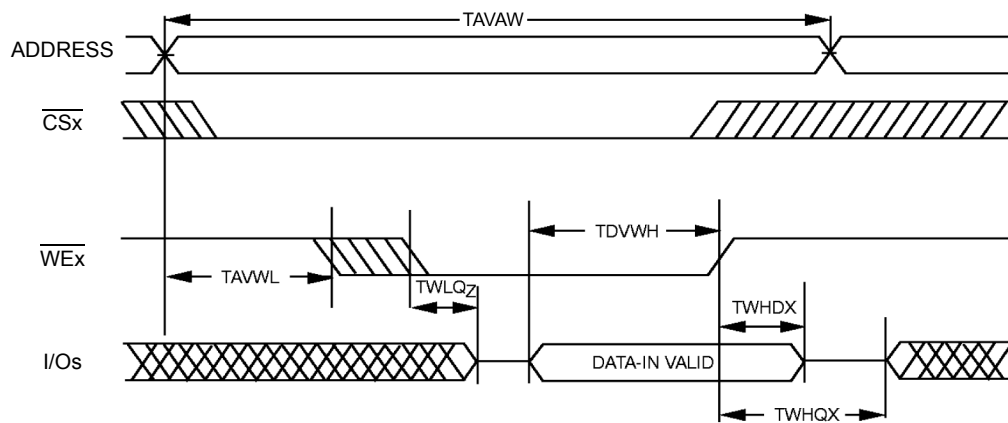 TAVAW
ADDRESS
CSx
TDVWH
WEx
TAVWL
TWLQZ
TWHDX
I/Os
DATA-IN VALID
TWHQX